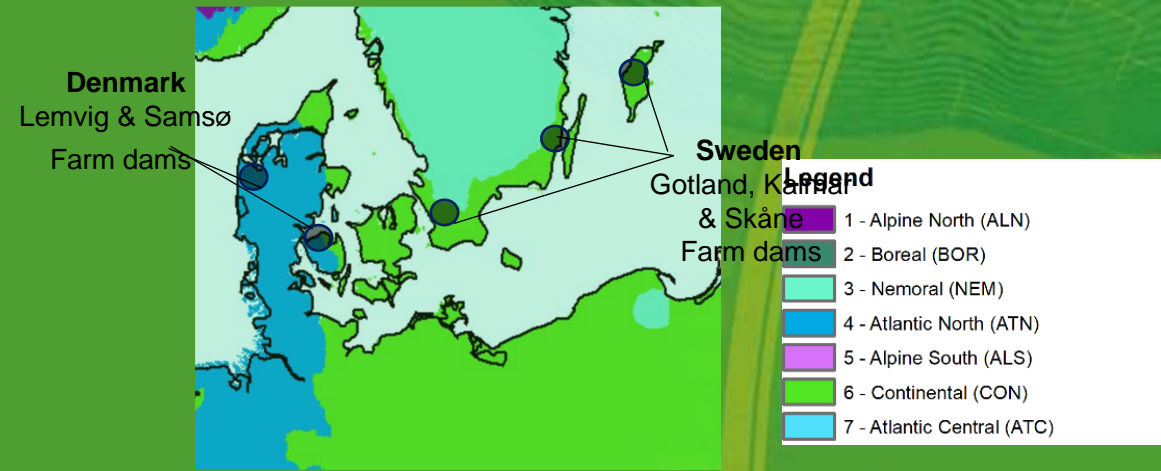 Denmark
Lemvig & Samsø
Farm dams
Sweden
Gotland, Kalmar
& Skåne
Farm dams
Legend
1 - Alpine North (ALN)
2 - Boreal (BOR)
3 - Nemoral (NEM)
4 - Atlantic North (ATN)
5 - Alpine South (ALS)
6 - Continental (CON)
7 - Atlantic Central (ATC)